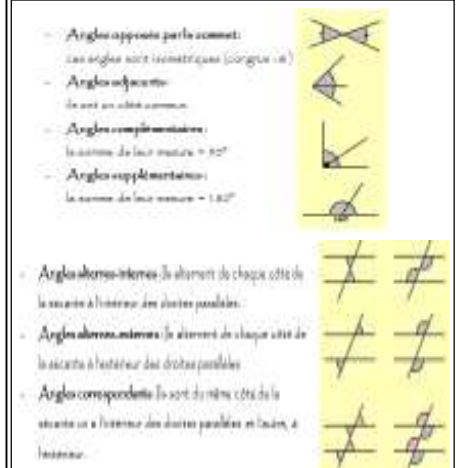 - Angles opposés par le sommet:
Les angles sont isométriques (congrus : ≅)
- Angles adjacents:
ils ont un côté commun.
- Angles complémentaires:
la somme de leur mesure = 90°
- Angles supplémentaires:
la somme de leur mesure = 180°
- Angles alternes-internes: Ils alternent de chaque côté de
la sécante à l'intérieur des droites parallèles.
- Angles alternes-externes: Ils alternent de chaque côté de
la sécante à l'extérieur des droites parallèles
- Angles correspondants: Ils sont du même côté de la
sécante un à l'intérieur des droites parallèles et l'autre, à
l'extérieur.